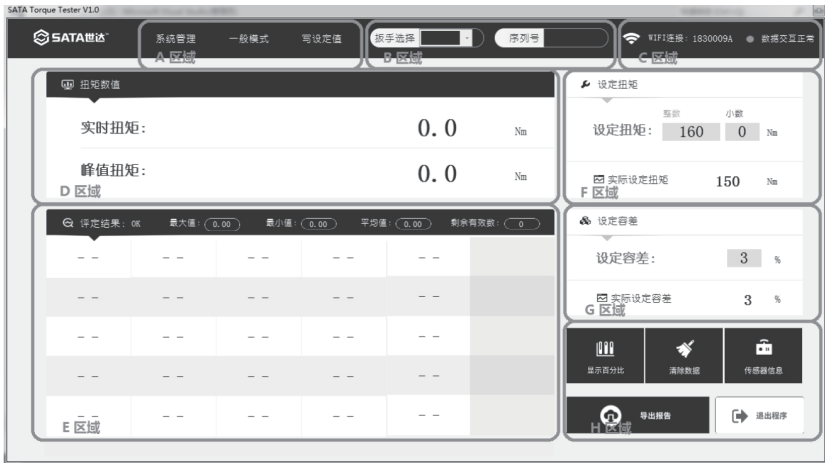 SATA Torque Tester V1.0
SATA世达 系统管理 一般模式 写设定值 扳手选择 序列号 WIFI连接: 1830009A 数据交互正常
A 区域 B 区域 C 区域
扭矩数值
实时扭矩: 0.0 Nm
峰值扭矩: 0.0 Nm
D 区域
设定扭矩
整数 小数
设定扭矩: 160 0 Nm
实际设定扭矩 150 Nm
F 区域
评定结果: OK 最大值: 0.00 最小值: 0.00 平均值: 0.00 剩余有效数: 0
-- -- -- -- --
-- -- -- -- --
-- -- -- -- --
-- -- -- -- --
-- -- -- -- --
E 区域
设定容差
设定容差: 3 %
实际设定容差 3 %
G 区域
显示百分比 清除数据 传感器信息
导出报告 退出程序
H 区域